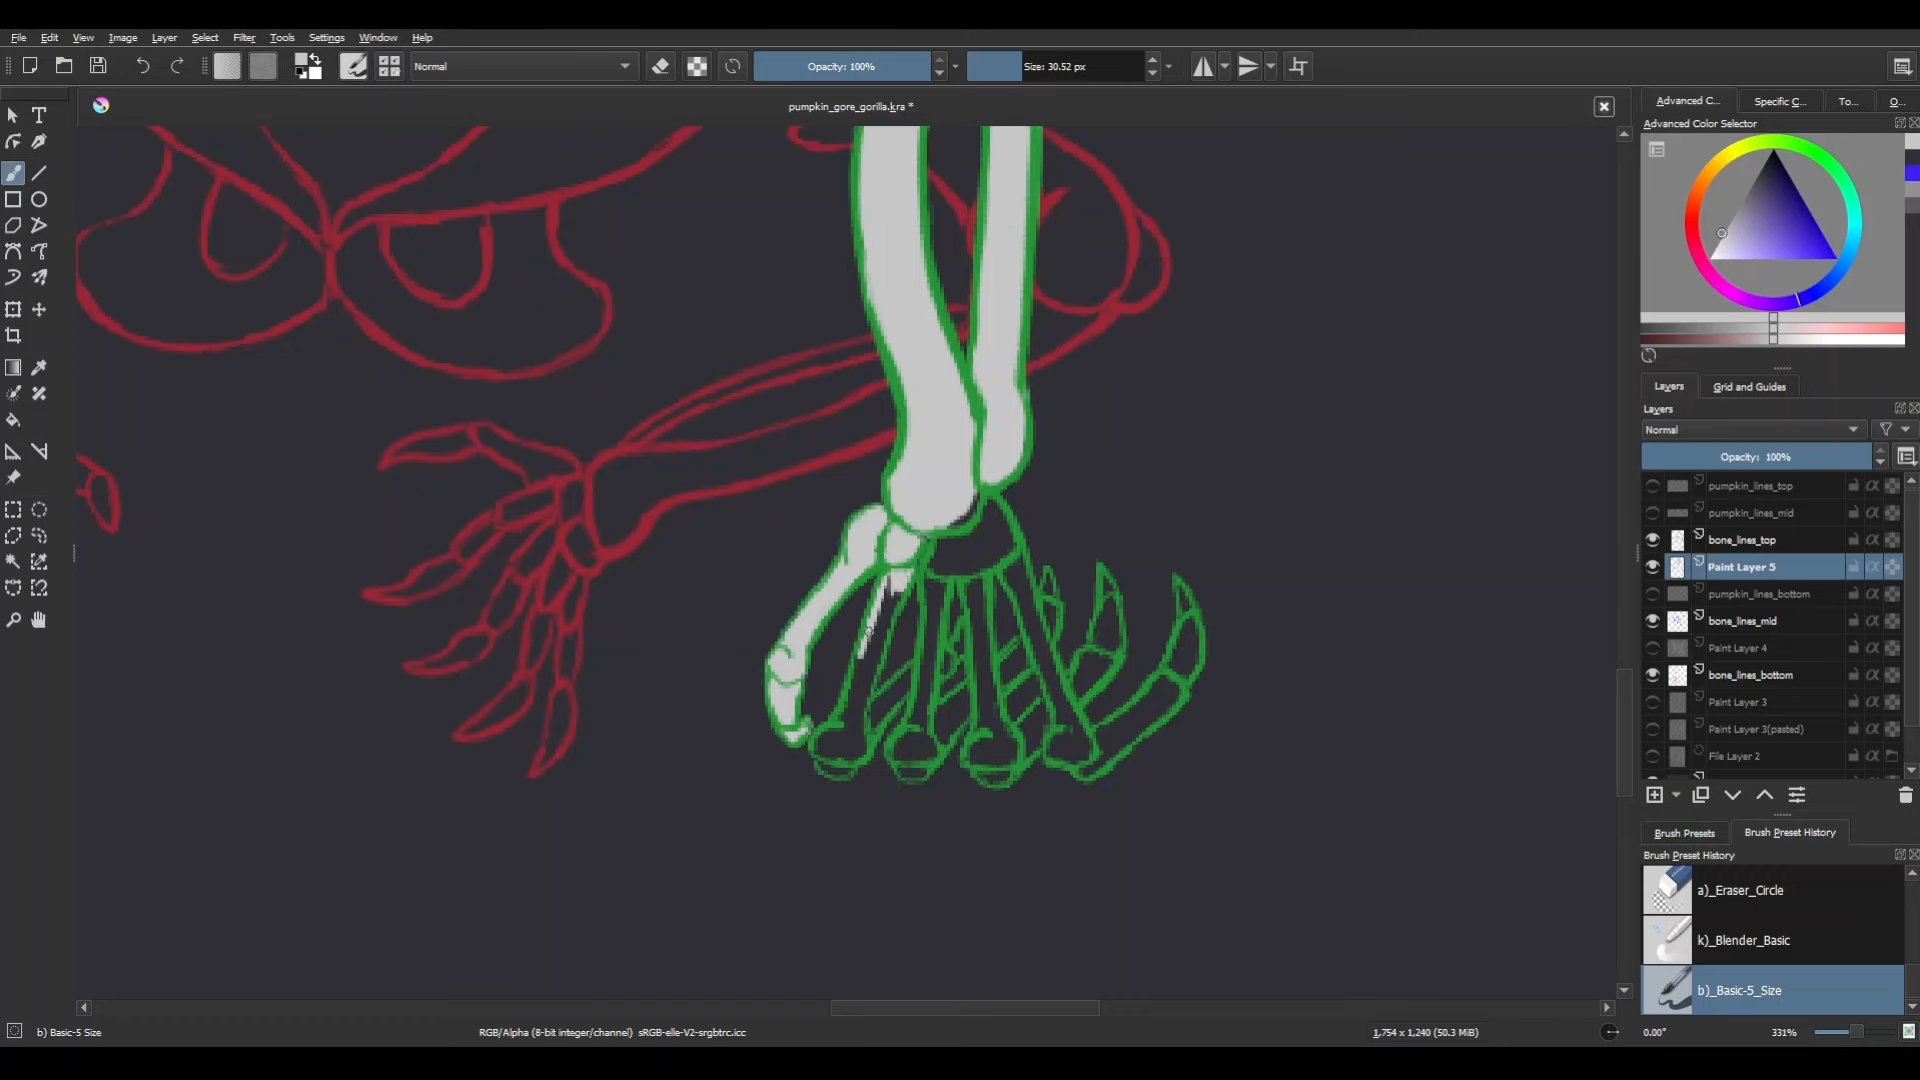 File Edit View Image Layer Select Filter Tools Settings Window Help
Normal Opacity: 100% Size: 30.52 px
pumpkin_gore_gorilla.kra *
Advanced C... Specific C... To... O...
Advanced Color Selector
Layers Grid and Guides
Layers
Normal
Opacity: 100%
pumpkin_lines_top
pumpkin_lines_mid
bone_lines_top
Paint Layer 5
pumpkin_lines_bottom
bone_lines_mid
Paint Layer 4
bone_lines_bottom
Paint Layer 3
Paint Layer 3(pasted)
File Layer 2
Brush Presets Brush Preset History
Brush Preset History
a)_Eraser_Circle
k)_Blender_Basic
b)_Basic-5_Size
b) Basic-5 Size RGB/Alpha (8-bit integer/channel) sRGB-elle-V2-srgbtrc.icc 1,754 x 1,240 (50.3 MiB) 0.00° 331%